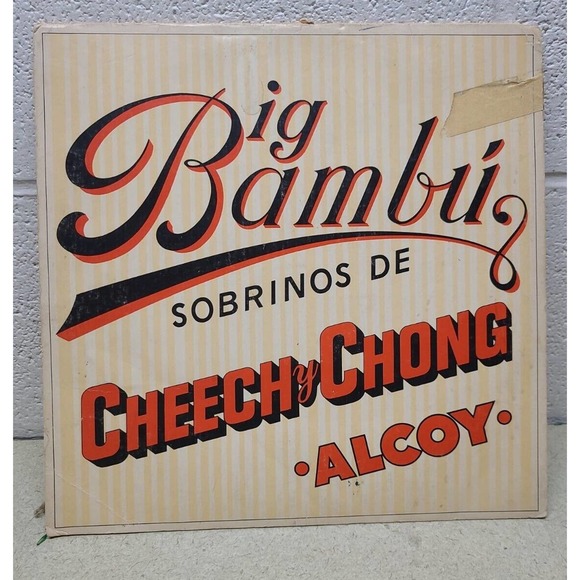 Big
Bambú
SOBRINOS DE
CHEECH y CHONG
·ALCOY·